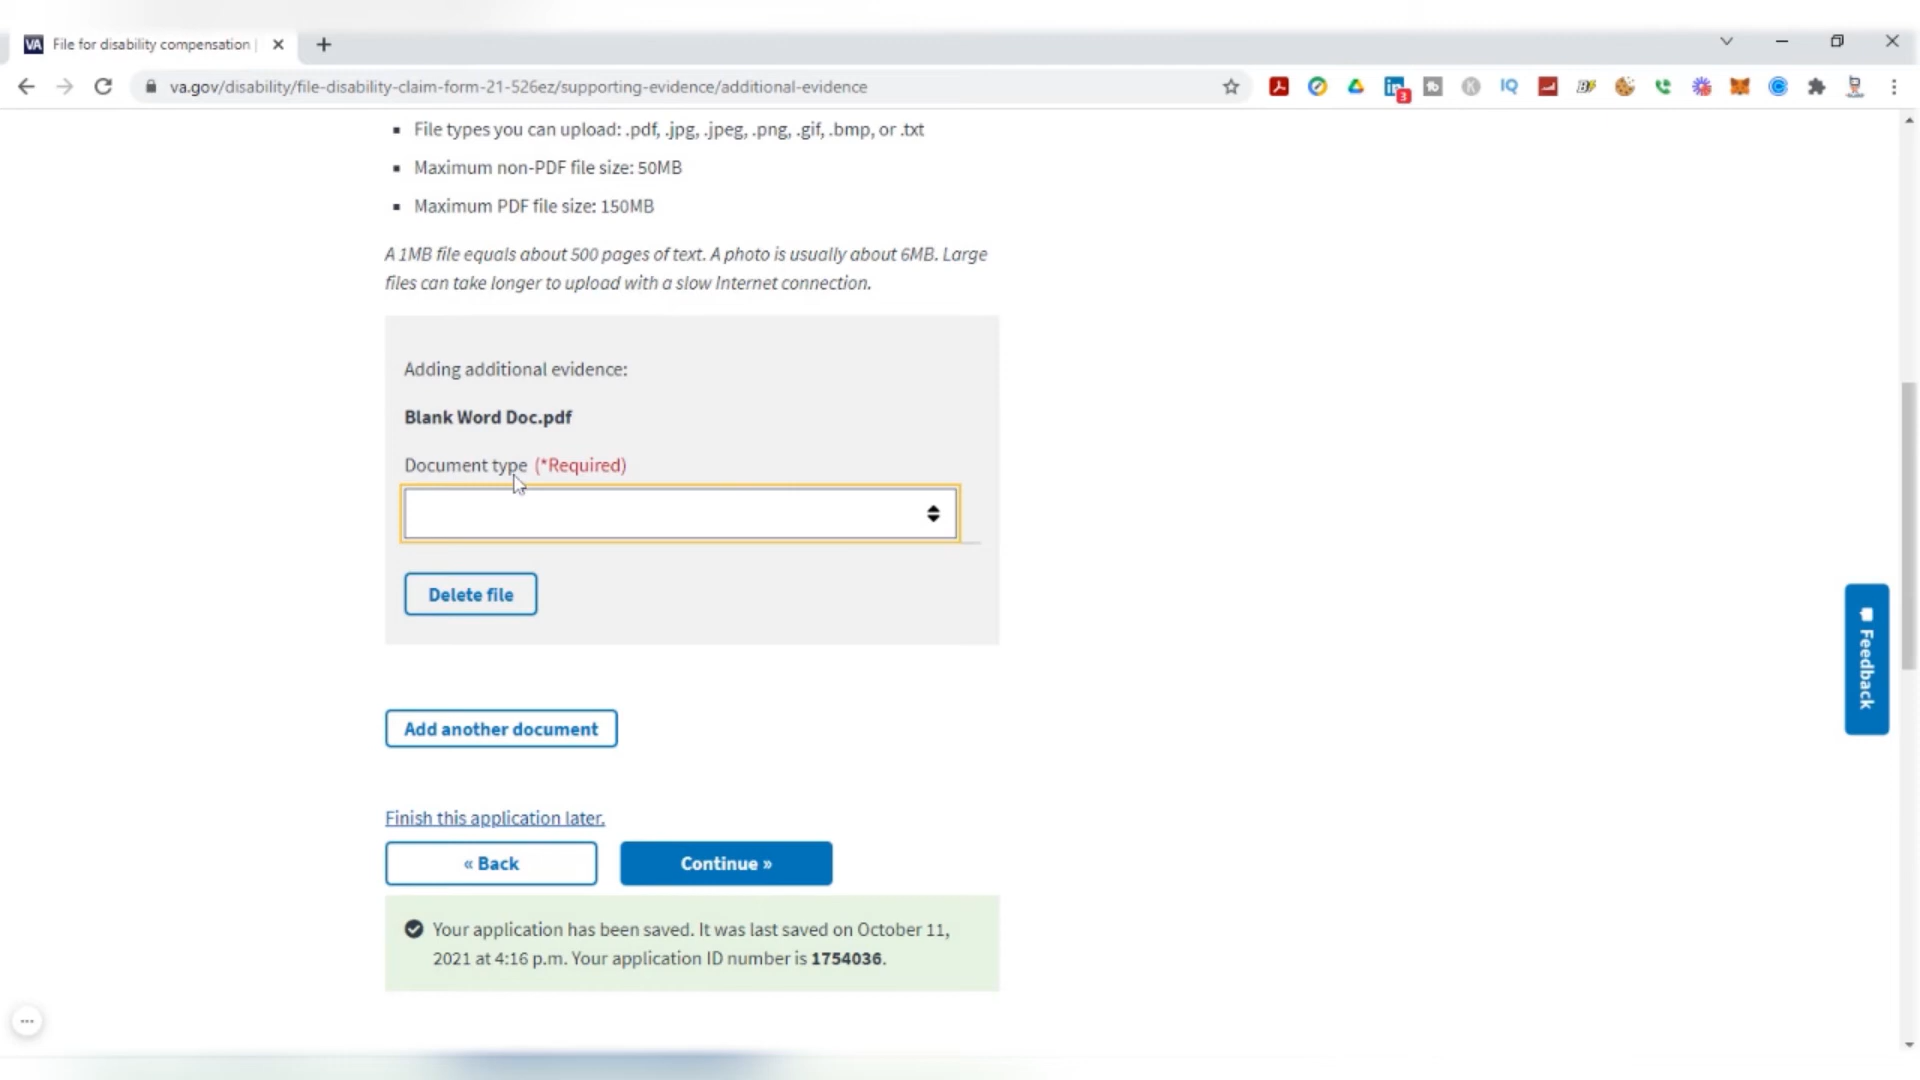 VA File for disability compensation |
va.gov/disability/file-disability-claim-form-21-526ez/supporting-evidence/additional-evidence
in 3
K
IQ
File types you can upload: .pdf, .jpg, .jpeg, .png, .gif, .bmp, or .txt
Maximum non-PDF file size: 50MB
Maximum PDF file size: 150MB
A 1MB file equals about 500 pages of text. A photo is usually about 6MB. Large
files can take longer to upload with a slow Internet connection.
Adding additional evidence:
Blank Word Doc.pdf
Document type (*Required)
Delete file
Add another document
Finish this application later.
« Back
Continue »
Your application has been saved. It was last saved on October 11,
2021 at 4:16 p.m. Your application ID number is 1754036.
Feedback